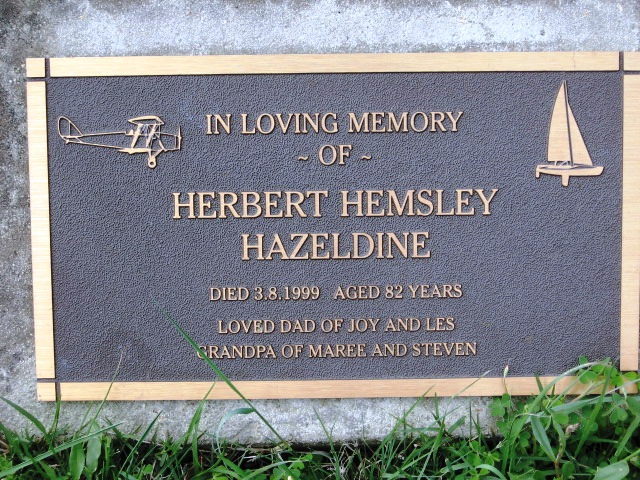 IN LOVING MEMORY
~ OF ~
HERBERT HEMSLEY
HAZELDINE
DIED 3.8.1999 AGED 82 YEARS
LOVED DAD OF JOY AND LES
GRANDPA OF MAREE AND STEVEN